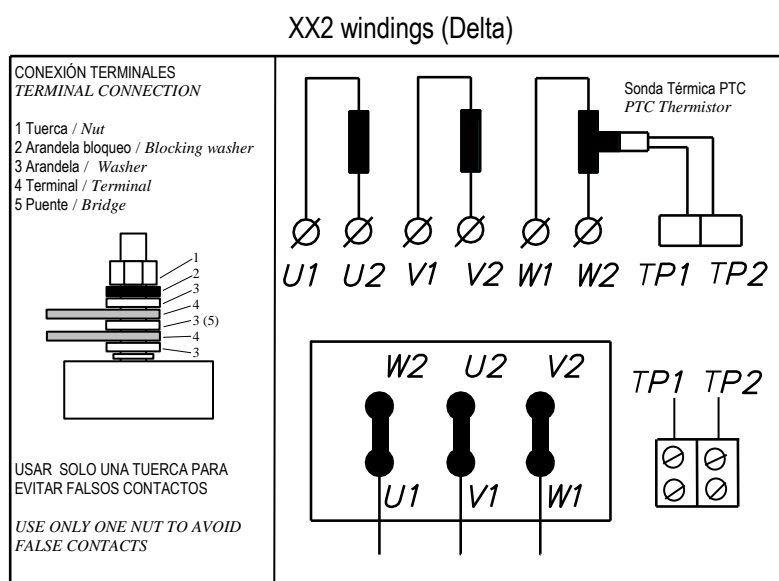 XX2 windings (Delta)
CONEXIÓN TERMINALES
TERMINAL CONNECTION
1 Tuerca / Nut
2 Arandela bloqueo / Blocking washer
3 Arandela / Washer
4 Terminal / Terminal
5 Puente / Bridge
1
2
3
4
3 (5)
4
3
USAR SOLO UNA TUERCA PARA
EVITAR FALSOS CONTACTOS
USE ONLY ONE NUT TO AVOID
FALSE CONTACTS
Sonda Térmica PTC
PTC Thermistor
U1 U2 V1 V2 W1 W2 TP1 TP2
W2 U2 V2
U1 V1 W1
TP1 TP2